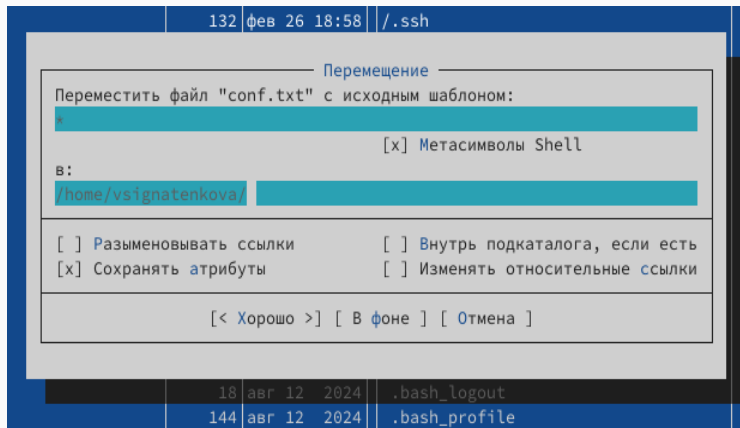 132 фев 26 18:58 /.ssh
Перемещение
Переместить файл "conf.txt" с исходным шаблоном:
*
[x] Метасимволы Shell
в:
/home/vsignatenkova/
[ ] Разыменовывать ссылки [ ] Внутрь подкаталога, если есть
[x] Сохранять атрибуты [ ] Изменять относительные ссылки
[< Хорошо >] [ В фоне ] [ Отмена ]
18 авг 12 2024 .bash_logout
144 авг 12 2024 .bash_profile